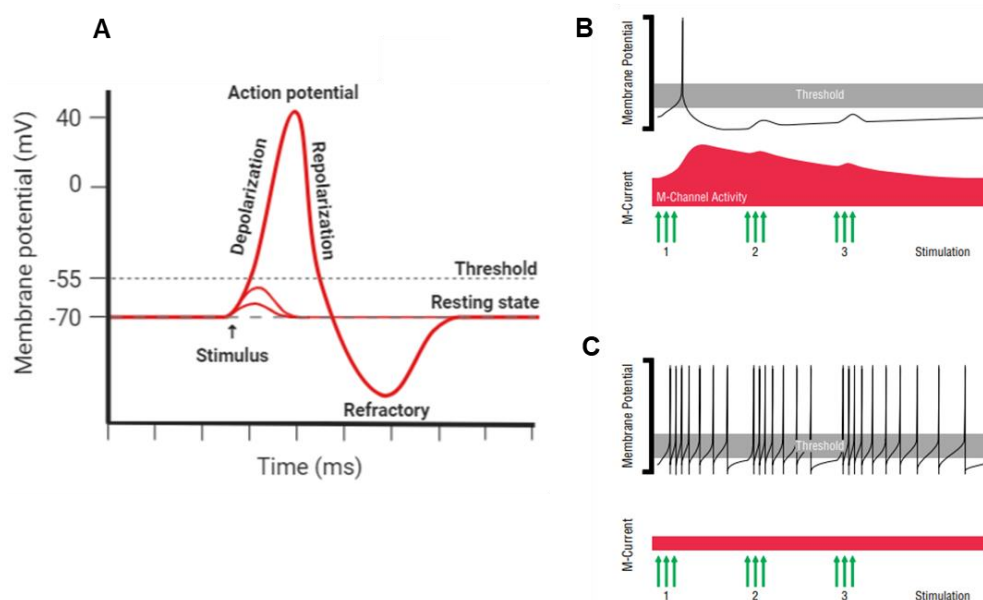 A
Membrane potential (mV)
40
0
-55
-70
Action potential
Depolarization
Repolarization
Threshold
Resting state
↑
Stimulus
Refractory
Time (ms)
B
Membrane Potential
Threshold
M-Current
M-Channel Activity
1 2 3 Stimulation
C
Membrane Potential
Threshold
M-Current
1 2 3 Stimulation